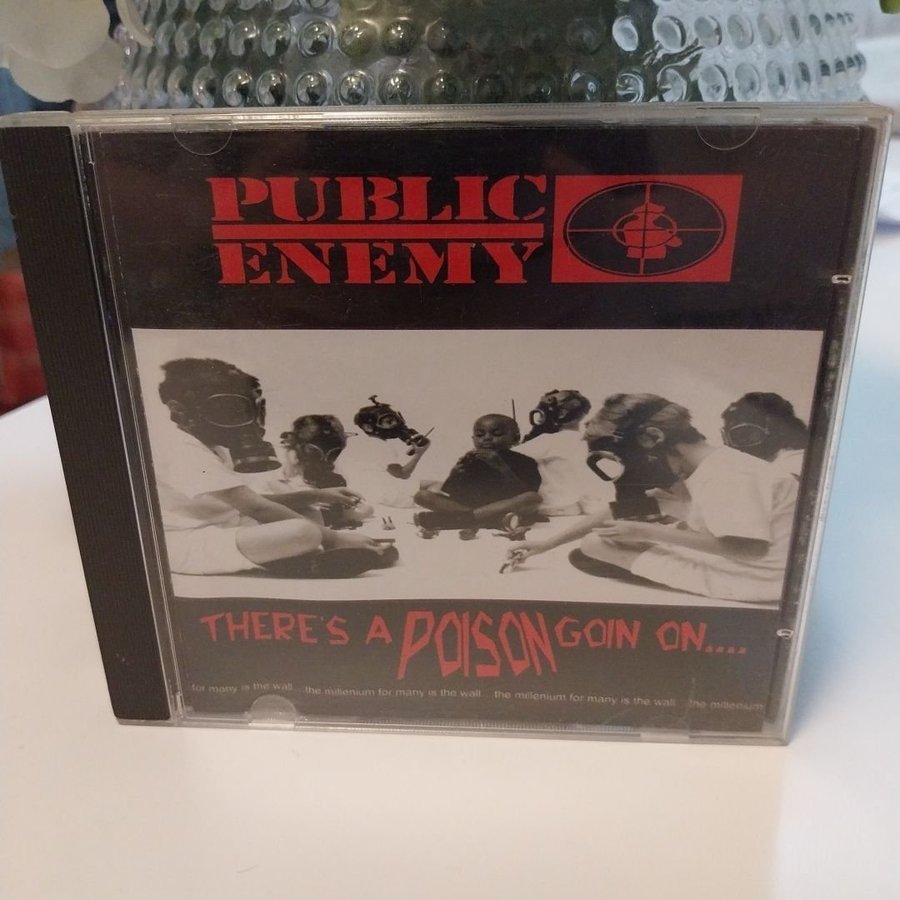 PUBLIC
ENEMY
THERE'S A POISON GOIN ON....
for many is the wall...the millenium for many is the wall...the millenium for many is the wall...the millenium